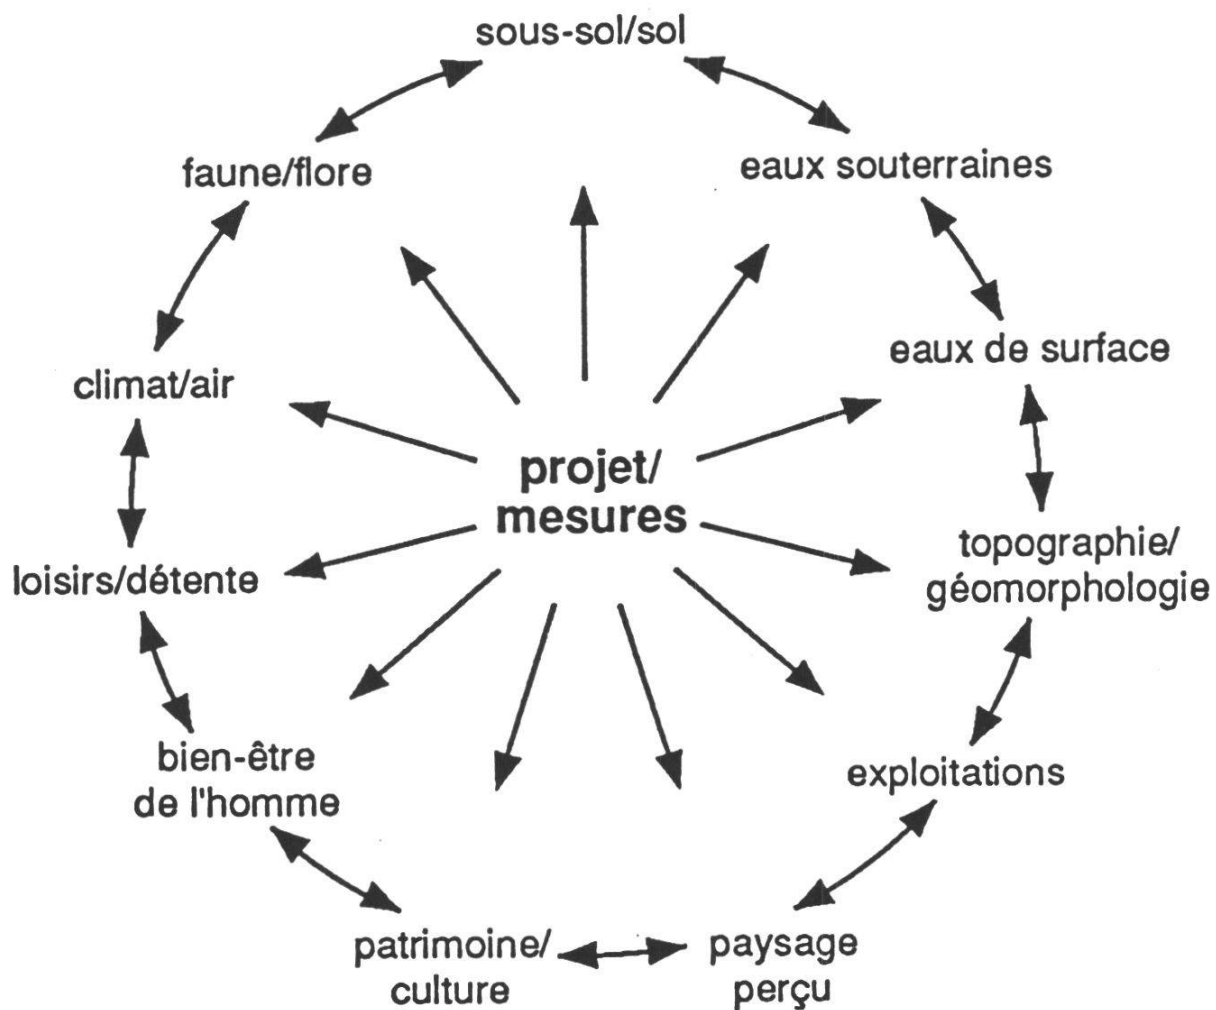 sous-sol/sol
faune/flore
eaux souterraines
eaux de surface
climat/air
projet/
mesures
topographie/
géomorphologie
loisirs/détente
bien-être
de l'homme
exploitations
patrimoine/
culture
paysage
perçu